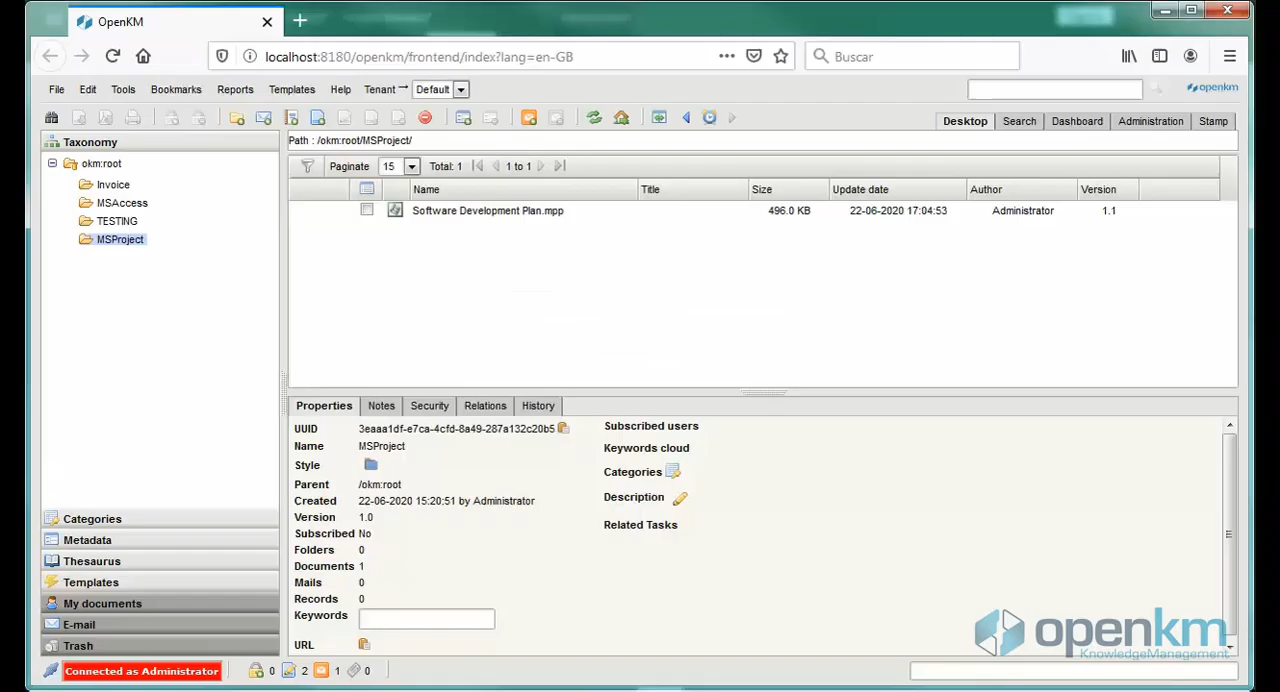 OpenKM
localhost:8180/openkm/frontend/index?lang=en-GB
Buscar
File Edit Tools Bookmarks Reports Templates Help Tenant Default
openkm
Desktop Search Dashboard Administration Stamp
Taxonomy
Path : /okm:root/MSProject/
okm:root
Invoice
MSAccess
TESTING
MSProject
Paginate 15 Total: 1 1 to 1
Name Title Size Update date Author Version
Software Development Plan.mpp 496.0 KB 22-06-2020 17:04:53 Administrator 1.1
Properties Notes Security Relations History
UUID 3eaaa1df-e7ca-4cfd-8a49-287a132c20b5
Name MSProject
Style
Parent /okm:root
Created 22-06-2020 15:20:51 by Administrator
Version 1.0
Subscribed No
Folders 0
Documents 1
Mails 0
Records 0
Keywords
URL
Subscribed users
Keywords cloud
Categories
Description
Related Tasks
Categories
Metadata
Thesaurus
Templates
My documents
E-mail
Trash
openkm
KnowledgeManagement
Connected as Administrator 0 2 1 0